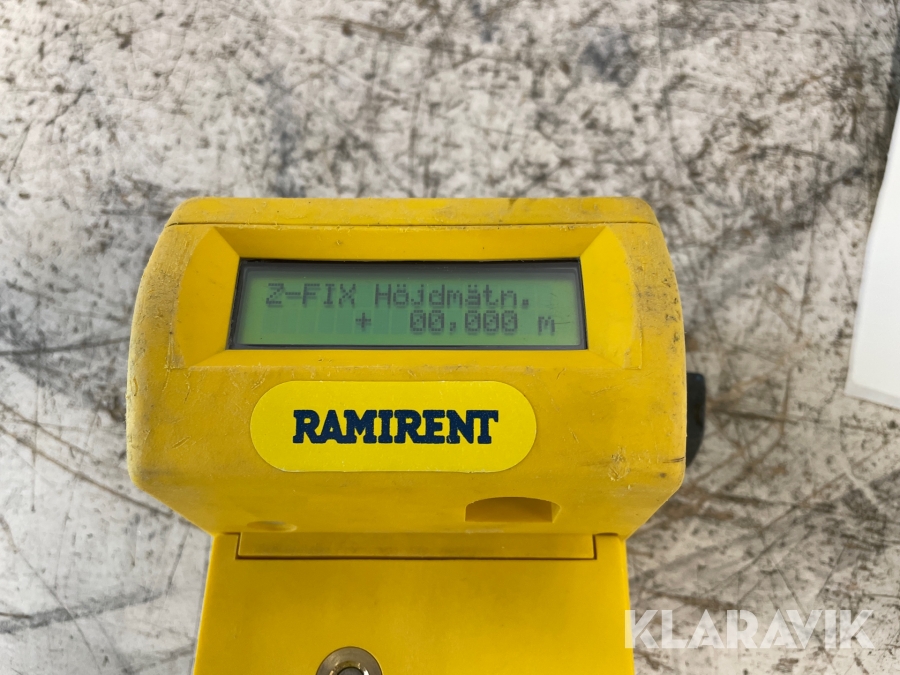 Z-FIX Höjdmätn.
+ 00,000 m
RAMIRENT
KLARAVIK